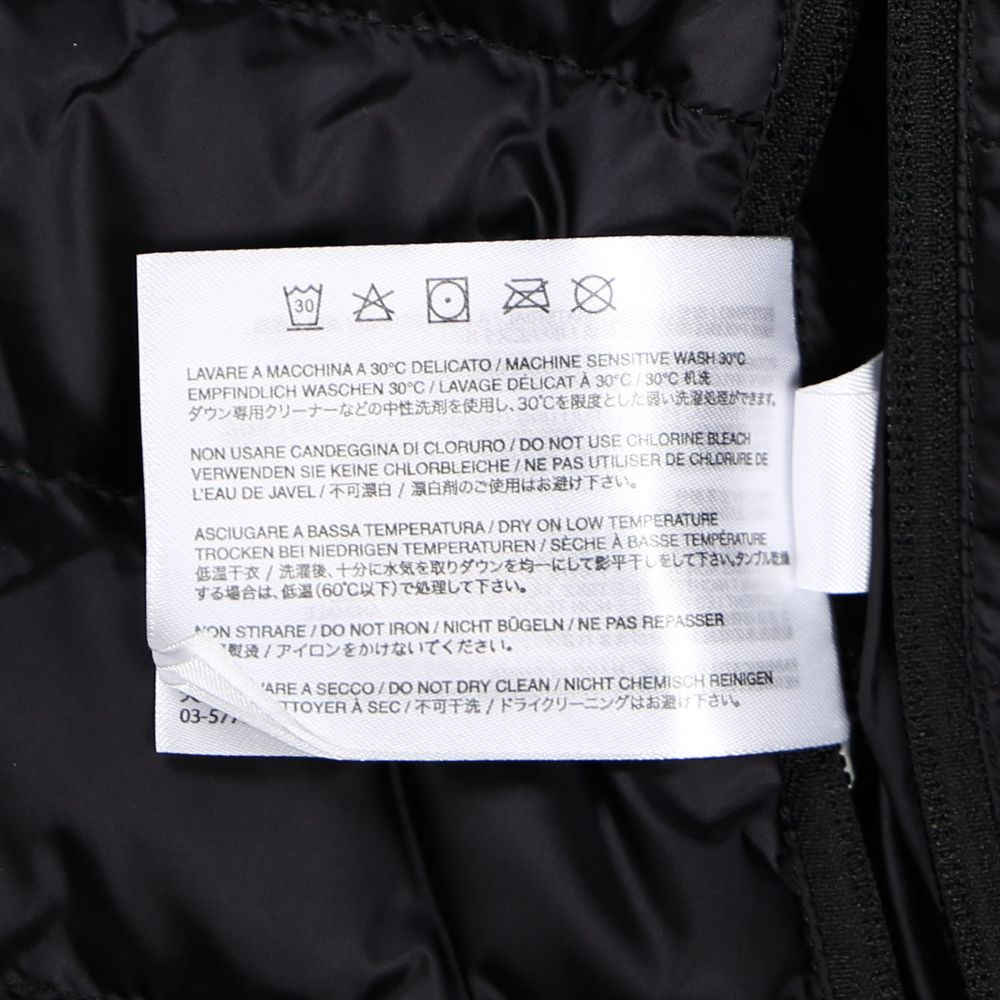 30
LAVARE A MACCHINA A 30°C DELICATO / MACHINE SENSITIVE WASH 30°C
EMPFINDLICH WASCHEN 30°C / LAVAGE DÉLICAT À 30°C / 30°C 机洗
ダウン専用クリーナーなどの中性洗剤を使用し、30℃を限度とした弱い洗濯処理ができます。
NON USARE CANDEGGINA DI CLORURO / DO NOT USE CHLORINE BLEACH
VERWENDEN SIE KEINE CHLORBLEICHE / NE PAS UTILISER DE CHLORURE DE
L'EAU DE JAVEL / 不可漂白 / 漂白剤のご使用はお避け下さい。
ASCIUGARE A BASSA TEMPERATURA / DRY ON LOW TEMPERATURE
TROCKEN BEI NIEDRIGEN TEMPERATUREN / SÈCHE À BASSE TEMPÉRATURE
低温干衣 / 洗濯後、十分に水気を取りダウンを均一にして影平干しをして下さい。タンブル乾燥
する場合は、低温(60℃以下)で処理して下さい。
NON STIRARE / DO NOT IRON / NICHT BÜGELN / NE PAS REPASSER
熨烫 / アイロンをかけないでください。
VARE A SECCO / DO NOT DRY CLEAN / NICHT CHEMISCH REINIGEN
TTOYER À SEC / 不可干洗 / ドライクリーニングはお避け下さい。
03-577